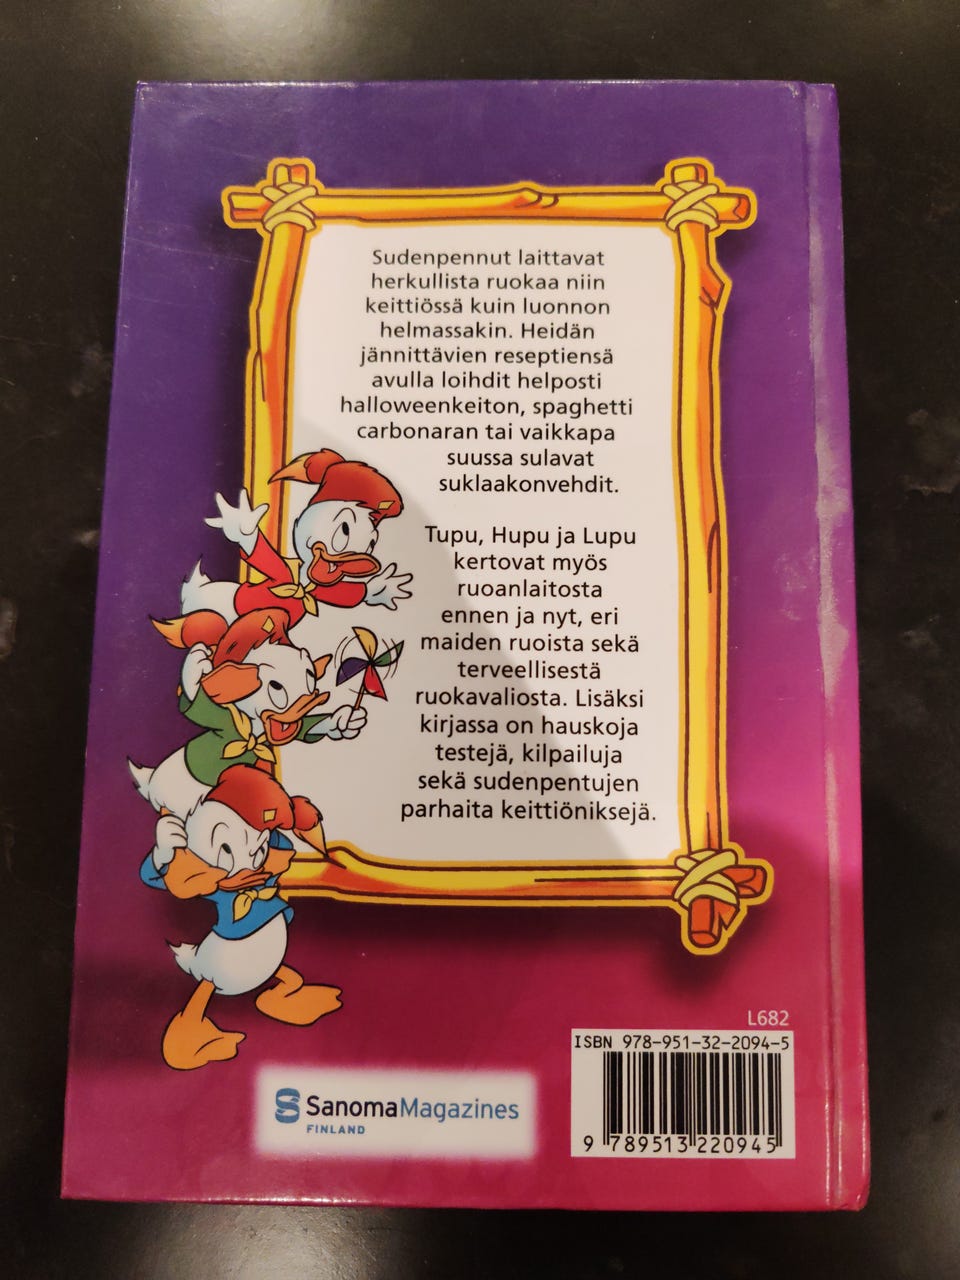 Sudenpennut laittavat
herkullista ruokaa niin
keittiössä kuin luonnon
helmassakin. Heidän
jännittävien reseptiensä
avulla loihdit helposti
halloweenkeiton, spaghetti
carbonaran tai vaikkapa
suussa sulavat
suklaakonvehdit.
Tupu, Hupu ja Lupu
kertovat myös
ruoanlaitosta
ennen ja nyt, eri
maiden ruoista sekä
terveellisestä
ruokavaliosta. Lisäksi
kirjassa on hauskoja
testejä, kilpailuja
sekä sudenpentujen
parhaita keittiöniksejä.
L682
ISBN 978-951-32-2094-5
9 789513 220945
SanomaMagazines
FINLAND